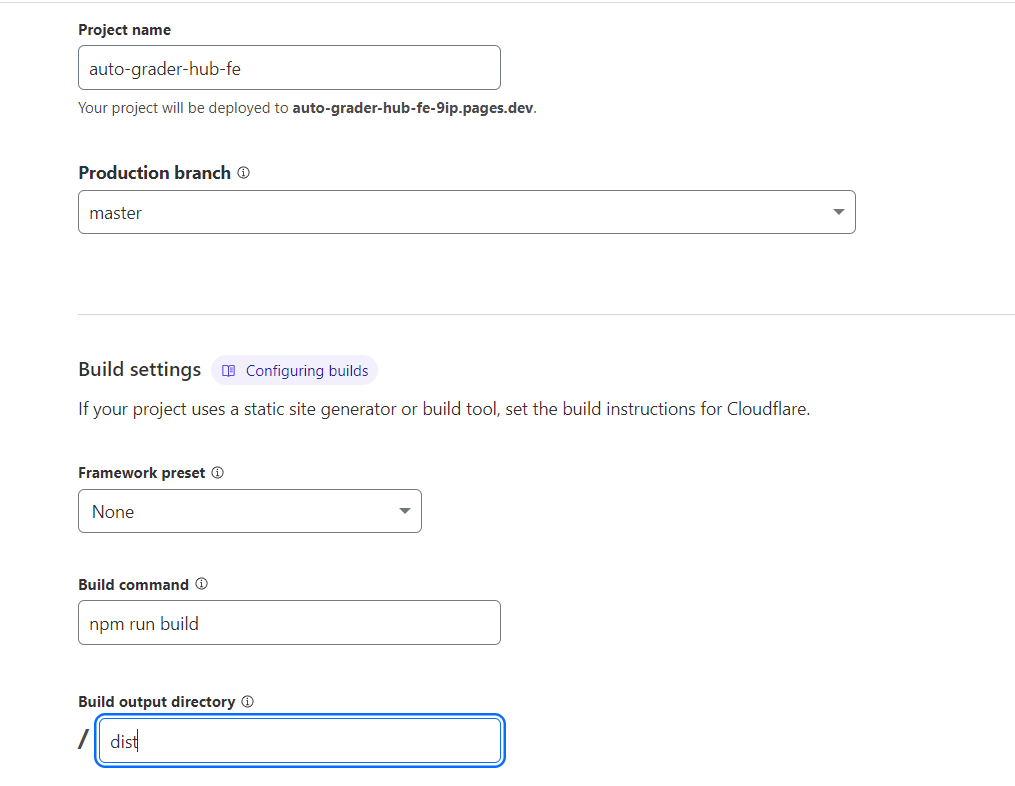 Project name
auto-grader-hub-fe
Your project will be deployed to auto-grader-hub-fe-9ip.pages.dev.
Production branch
master
Build settings
Configuring builds
If your project uses a static site generator or build tool, set the build instructions for Cloudflare.
Framework preset
None
Build command
npm run build
Build output directory
/ dist